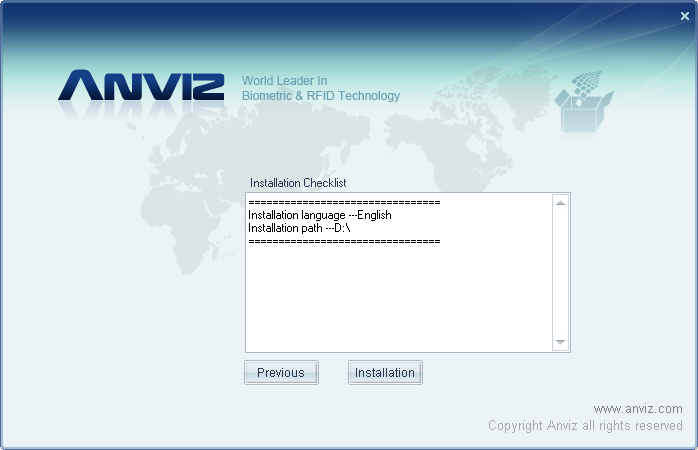 ANVIZ
World Leader In
Biometric & RFID Technology
Installation Checklist
================================
Installation language ---English
Installation path ---D:\
================================
Previous
Installation
www.anviz.com
Copyright Anviz all rights reserved